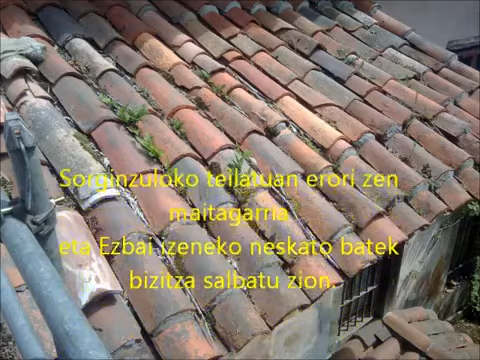 Sorginzuloko teilatuan erori zen
maitagarria
eta Ezbai izeneko neskato batek
bizitza salbatu zion.